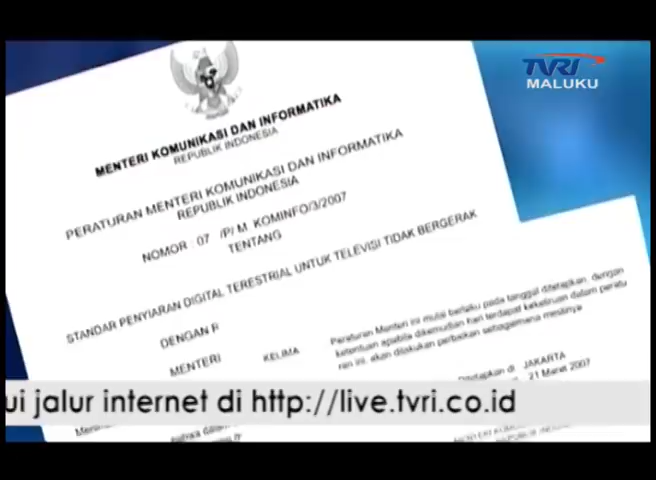 TVRI
MALUKU
MENTERI KOMUNIKASI DAN INFORMATIKA
REPUBLIK INDONESIA
PERATURAN MENTERI KOMUNIKASI DAN INFORMATIKA
REPUBLIK INDONESIA
NOMOR : 07 /P/ M. KOMINFO/3/2007
TENTANG
STANDAR PENYIARAN DIGITAL TERESTRIAL UNTUK TELEVISI TIDAK BERGERAK
DENGAN R
MENTERI
KELIMA
Peraturan Menteri ini mulai berlaku pada tanggal ditetapkan, dengan
ketentuan apabila dikemudian hari terdapat kekeliruan dalam peratu
ran ini, akan dilakukan perbaikan sebagaimana mestinya.
Ditetapkan di : JAKARTA
21 Maret 2007
ui jalur internet di http://live.tvri.co.id